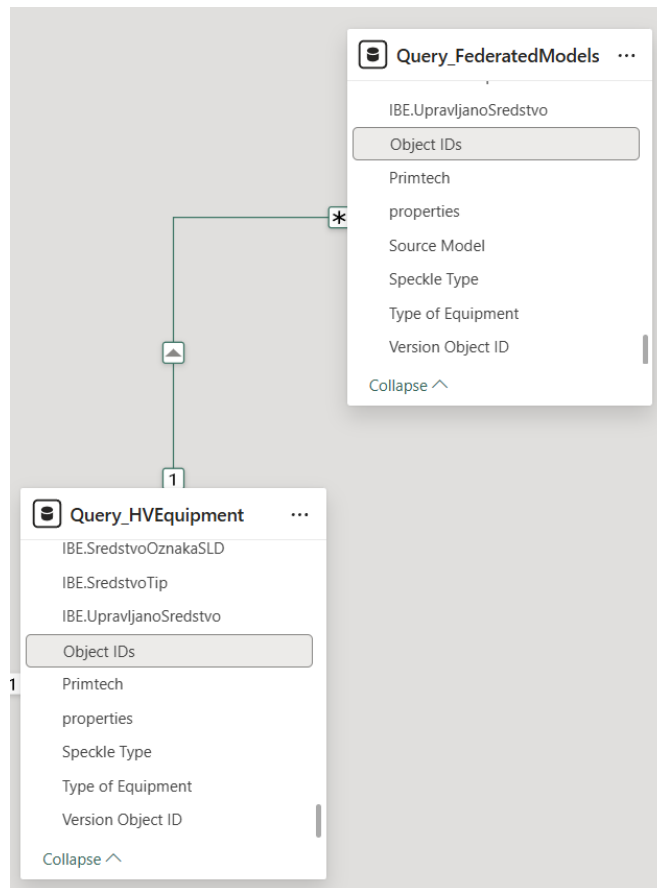 Query_FederatedModels
IBE.UpravljanoSredstvo
Object IDs
Primtech
properties
Source Model
Speckle Type
Type of Equipment
Version Object ID
Collapse
*
1
Query_HVEquipment
IBE.SredstvoOznakaSLD
IBE.SredstvoTip
IBE.UpravljanoSredstvo
Object IDs
1
Primtech
properties
Speckle Type
Type of Equipment
Version Object ID
Collapse